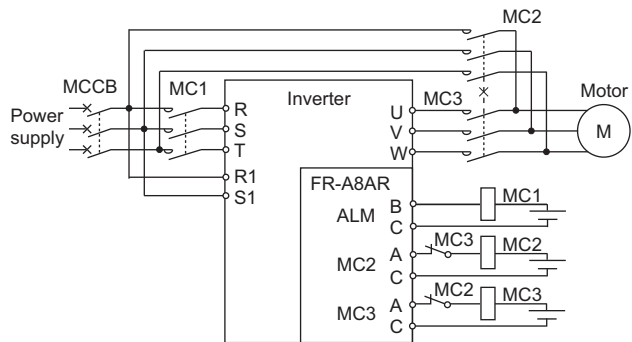 MC2
MCCB
MC1
Power
supply
Inverter
R
S
T
R1
S1
U
V
W
MC3
Motor
M
FR-A8AR
ALM
B
C
MC1
MC2
A
C
MC3
MC2
MC3
A
C
MC2
MC3